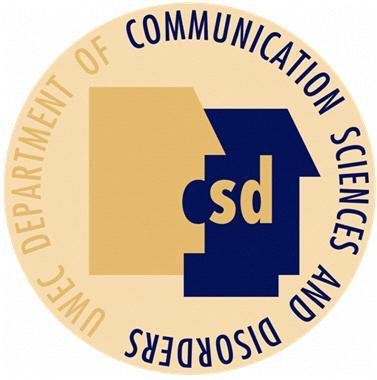 UWEC DEPARTMENT OF COMMUNICATION SCIENCES AND DISORDERS
csd